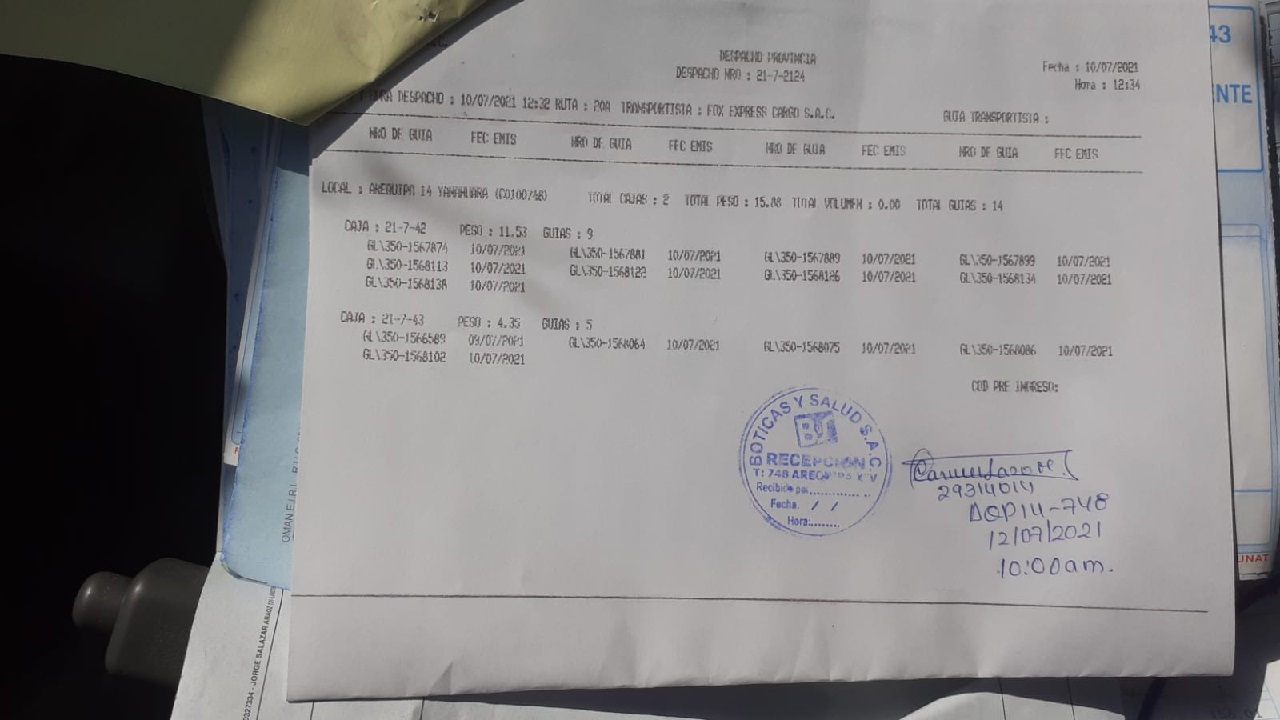 DESPACHO PROVINCIA
DESPACHO NRO : 21-7-2124
Fecha : 10/07/2021
Hora : 12:34
DESPACHO : 10/07/2021 12:32 RUTA : 20A TRANSPORTISTA : FOX EXPRESS CARGO S.A.C.
GUIA TRANSPORTISTA :
NRO DE GUIA FEC EMIS NRO DE GUIA FEC EMIS NRO DE GUIA FEC EMIS NRO DE GUIA FEC EMIS
LOCAL : AREQUIPA 14 YANAHUARA TOTAL CAJAS : 2 TOTAL PESO : 15.88 TOTAL VOLUMEN : 0.00 TOTAL GUIAS : 14
CAJA : 21-7-42 PESO : 11.53 GUIAS : 9
GL\350-1567874 10/07/2021 GL\350-1567881 10/07/2021 GL\350-1567889 10/07/2021 GL\350-1567899 10/07/2021
GL\350-1568113 10/07/2021 GL\350-1568122 10/07/2021 GL\350-1568126 10/07/2021 GL\350-1568134 10/07/2021
GL\350-1568138 10/07/2021
CAJA : 21-7-43 PESO : 4.35 GUIAS : 5
GL\350-1566589 09/07/2021 GL\350-1568064 10/07/2021 GL\350-1568075 10/07/2021 GL\350-1568086 10/07/2021
GL\350-1568102 10/07/2021
COD PRE INGRESO:
BOTICAS Y SALUD S.A.C.
RECEPCION
T: 748 AREQUIPA XIV
Recibido por
Fecha / /
Hora:
29314014
AQP14-748
12/07/2021
10:00am.
43
NTE
JORGE SALAZAR